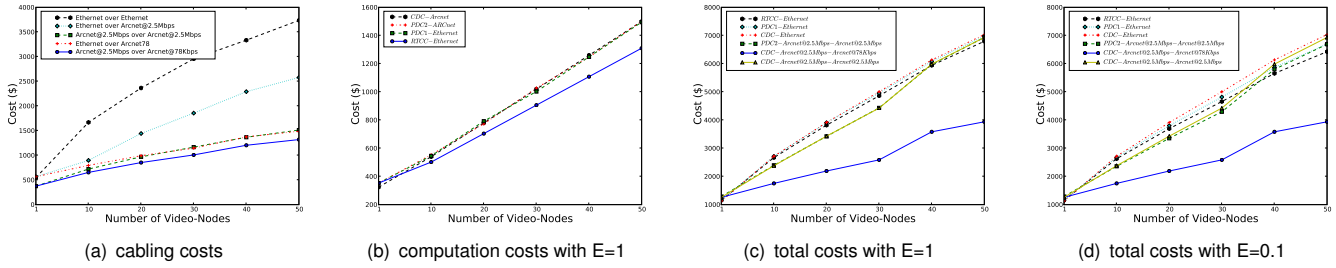 4000
3500
3000
2500
2000
1500
1000
500
0
Cost ($)
Ethernet over Ethernet
Ethernet over Arcnet@2.5Mbps
Arcnet@2.5Mbps over Arcnet@2.5Mbps
Ethernet over Arcnet78
Arcnet@2.5Mbps over Arcnet@78Kbps
1 10 20 30 40 50
Number of Video-Nodes
(a) cabling costs
1600
1400
1200
1000
800
600
400
200
Cost ($)
CDC-Arcnet
PDC2-ARCnet
PDC1-Ethernet
RTCC-Ethernet
1 10 20 30 40 50
Number of Video-Nodes
(b) computation costs with E=1
8000
7000
6000
5000
4000
3000
2000
1000
Cost ($)
RTCC-Ethernet
PDC1-Ethernet
CDC-Ethernet
PDC2-Arcnet@2.5Mbps-Arcnet@2.5Mbps
CDC-Arcnet@2.5Mbps-Arcnet@78Kbps
CDC-Arcnet@2.5Mbps-Arcnet@2.5Mbps
1 10 20 30 40 50
Number of Video-Nodes
(c) total costs with E=1
8000
7000
6000
5000
4000
3000
2000
1000
Cost ($)
RTCC-Ethernet
PDC1-Ethernet
CDC-Ethernet
PDC2-Arcnet@2.5Mbps-Arcnet@2.5Mbps
CDC-Arcnet@2.5Mbps-Arcnet@78Kbps
CDC-Arcnet@2.5Mbps-Arcnet@2.5Mbps
1 10 20 30 40 50
Number of Video-Nodes
(d) total costs with E=0.1